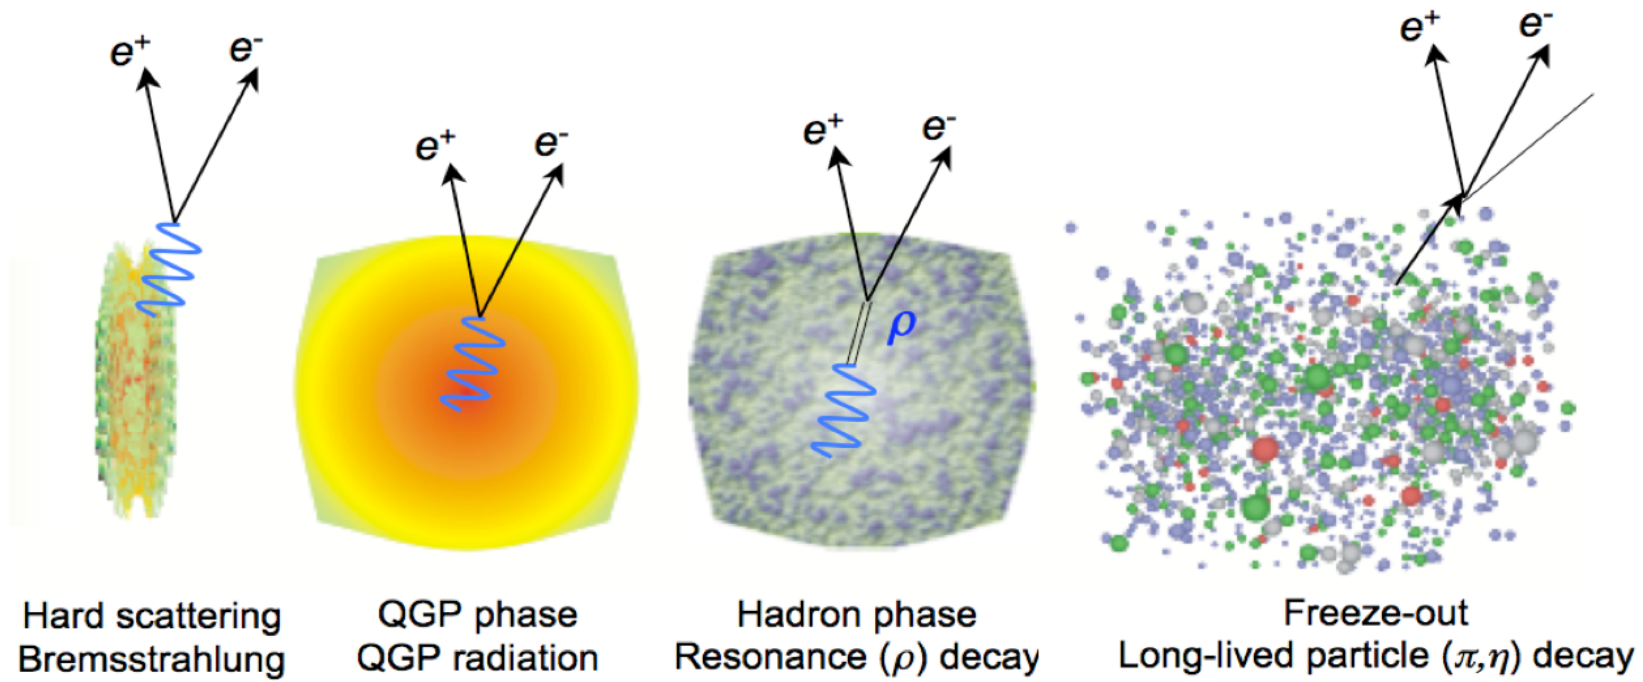 e⁺ e⁻
e⁺ e⁻
e⁺ e⁻
ρ
e⁺ e⁻
Hard scattering
Bremsstrahlung
QGP phase
QGP radiation
Hadron phase
Resonance (ρ) decay
Freeze-out
Long-lived particle (π,η) decay